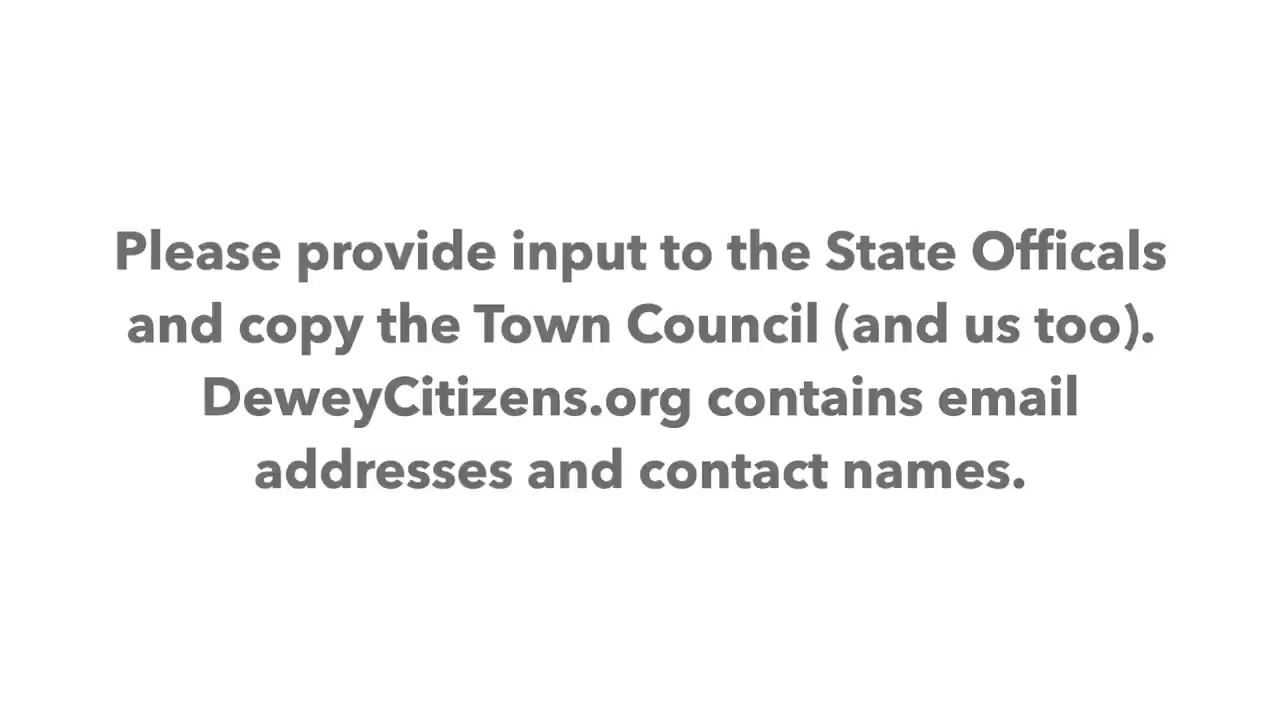 Please provide input to the State Officals
and copy the Town Council (and us too).
DeweyCitizens.org contains email
addresses and contact names.